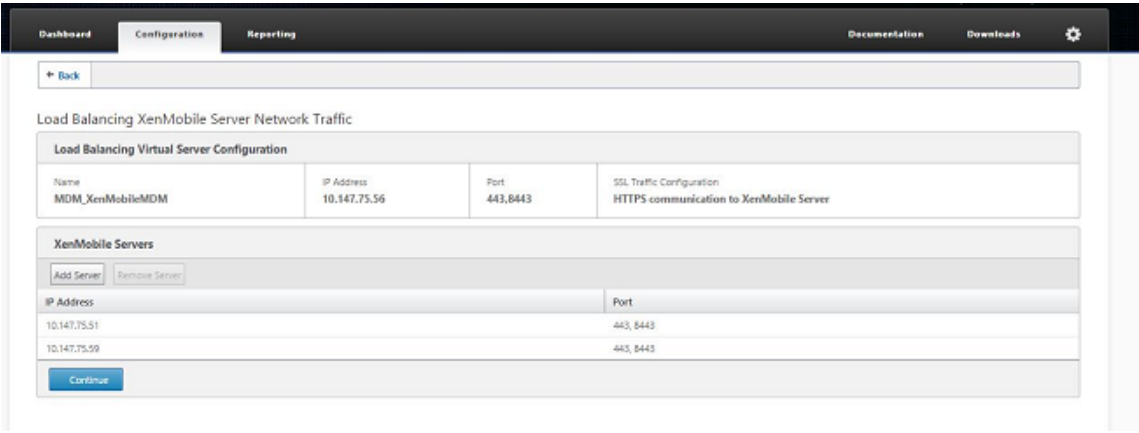 Dashboard Configuration Reporting Documentation Downloads
Back
Load Balancing XenMobile Server Network Traffic
Load Balancing Virtual Server Configuration
Name IP Address Port SSL Traffic Configuration
MDM_XenMobileMDM 10.147.75.56 443,8443 HTTPS communication to XenMobile Server
XenMobile Servers
Add Server Remove Server
IP Address Port
10.147.75.51 443, 8443
10.147.75.59 443, 8443
Continue